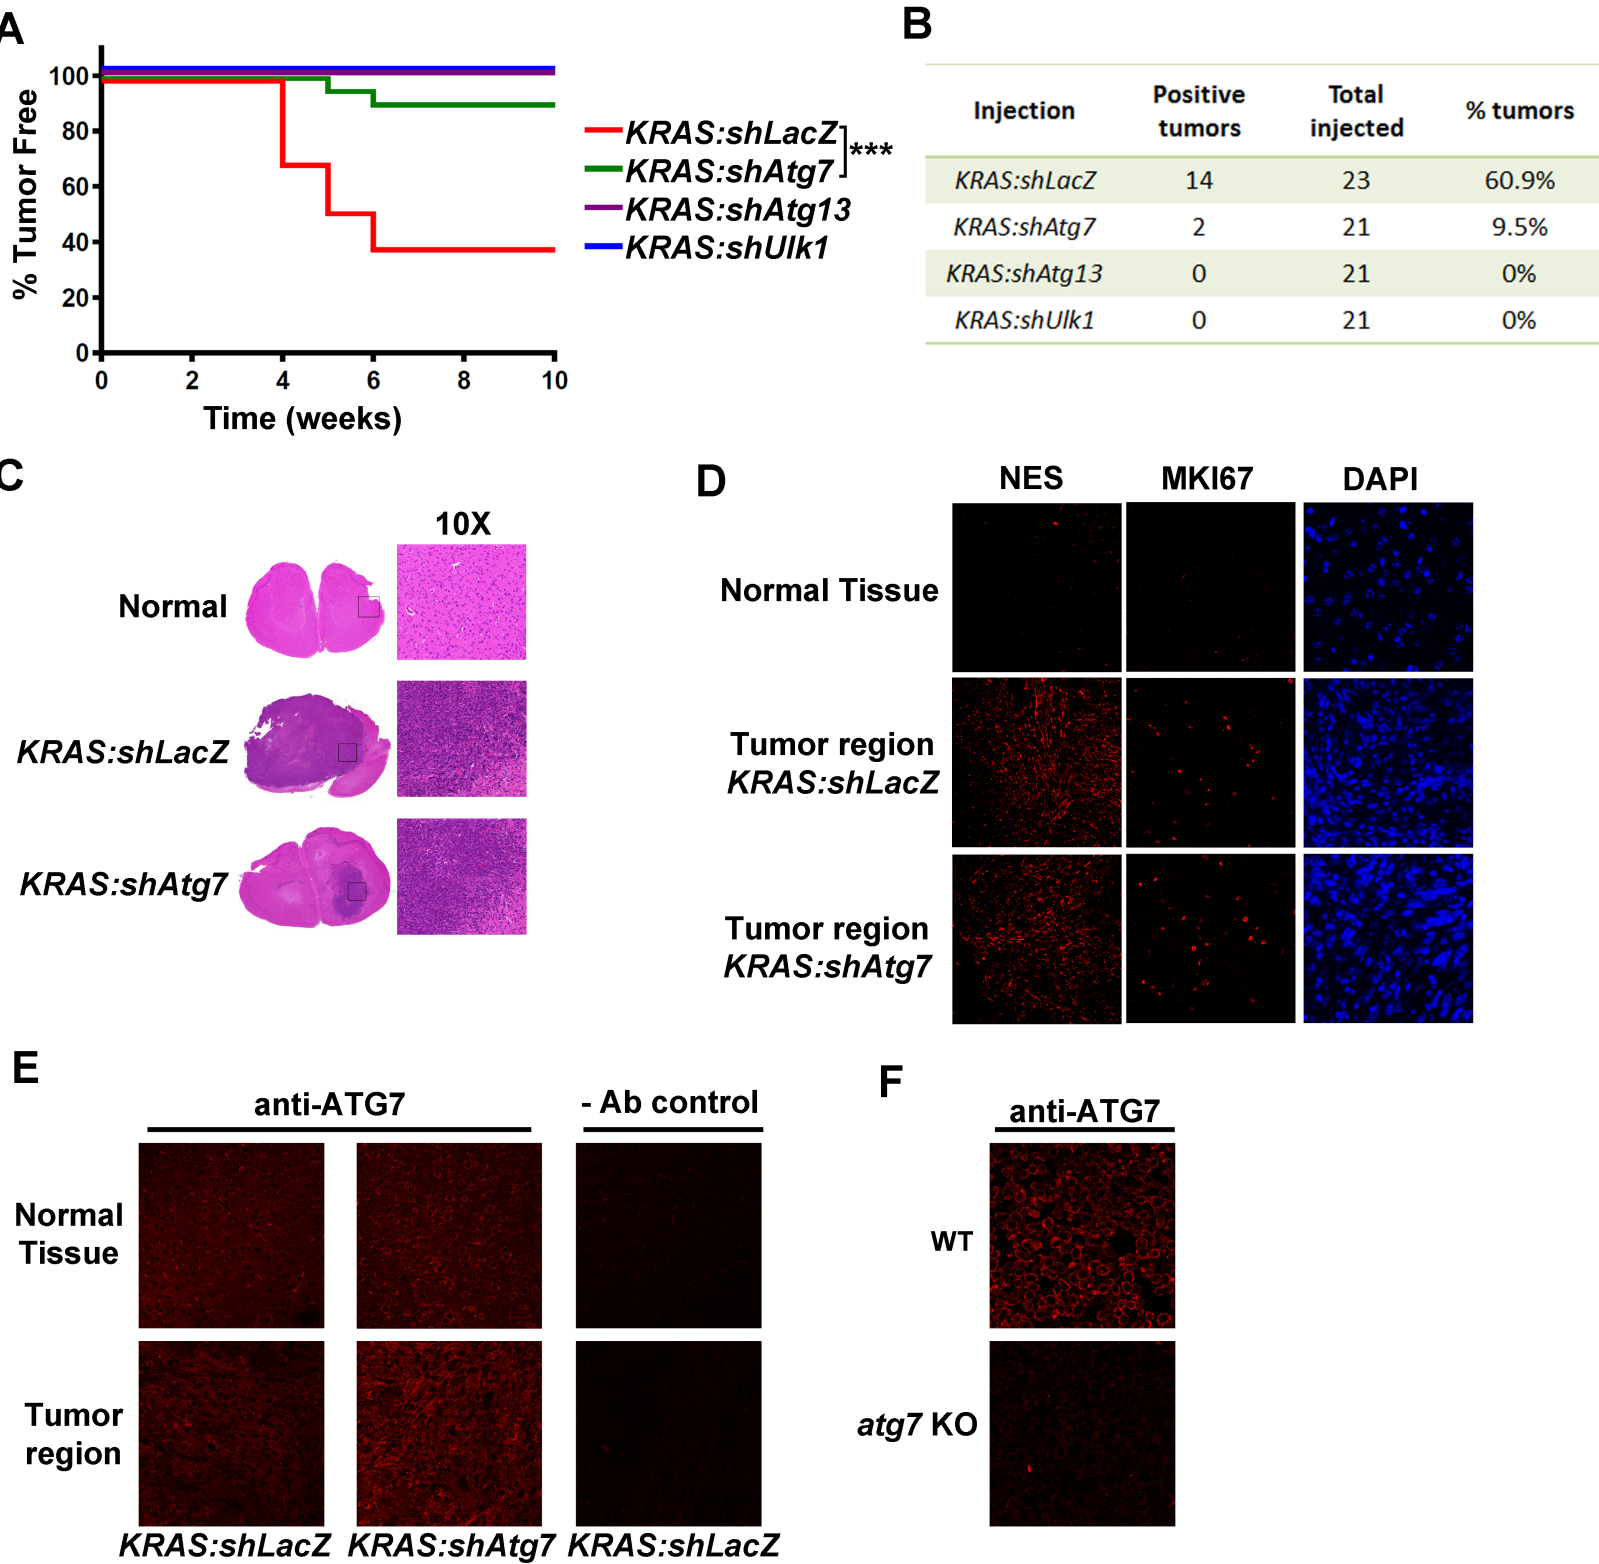 A
% Tumor Free
100
80
60
40
20
0
0 2 4 6 8 10
Time (weeks)
KRAS:shLacZ
KRAS:shAtg7
***
KRAS:shAtg13
KRAS:shUlk1
B
Injection Positive tumors Total injected % tumors
KRAS:shLacZ 14 23 60.9%
KRAS:shAtg7 2 21 9.5%
KRAS:shAtg13 0 21 0%
KRAS:shUlk1 0 21 0%
C
10X
Normal
KRAS:shLacZ
KRAS:shAtg7
D
NES MKI67 DAPI
Normal Tissue
Tumor region
KRAS:shLacZ
Tumor region
KRAS:shAtg7
E
anti-ATG7 - Ab control
Normal
Tissue
Tumor
region
KRAS:shLacZ KRAS:shAtg7 KRAS:shLacZ
F
anti-ATG7
WT
atg7 KO